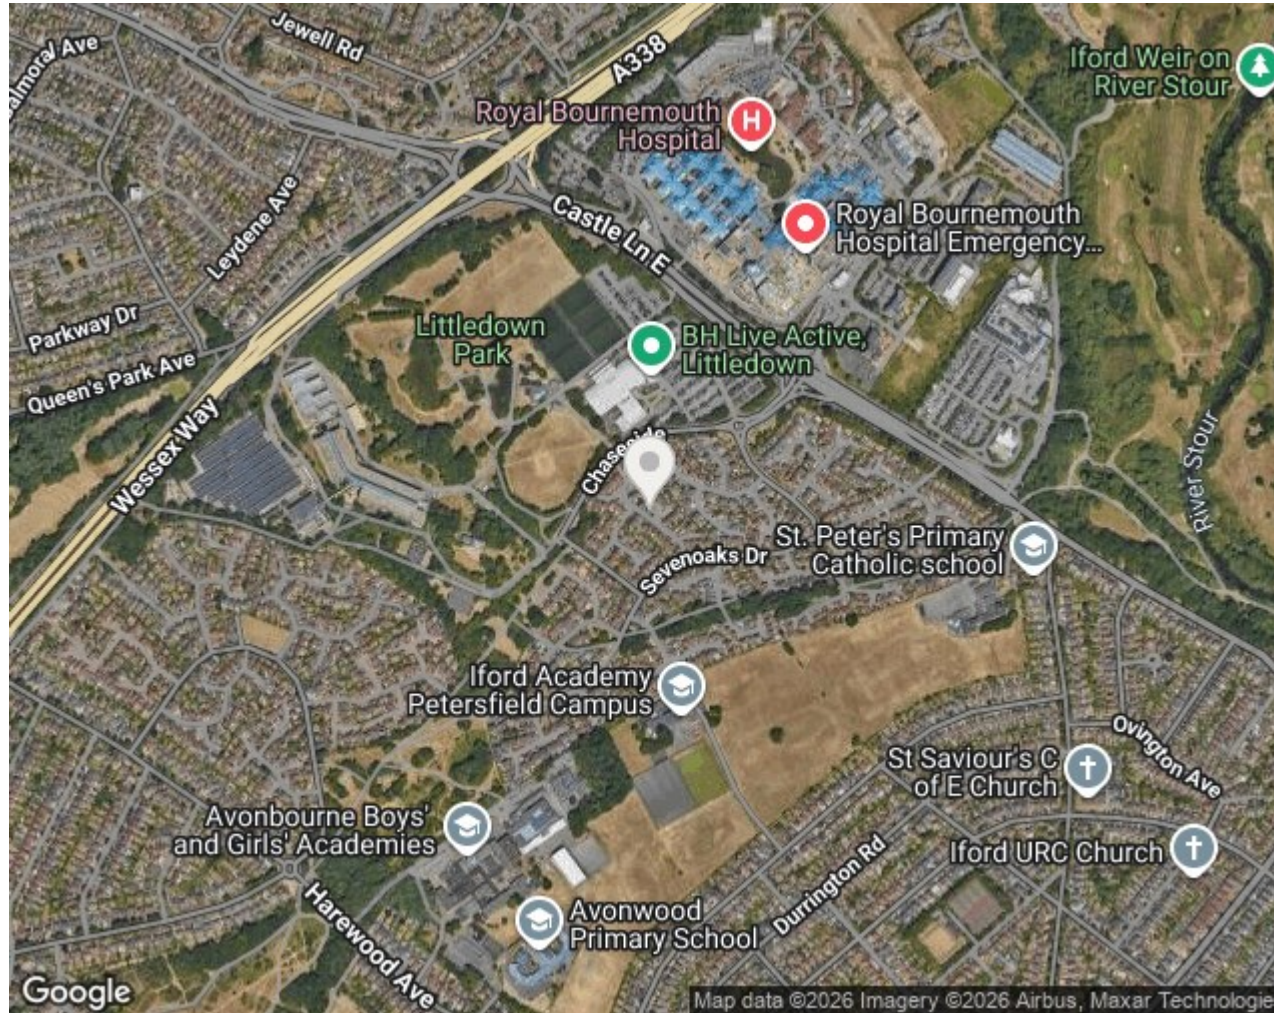 Jewell Rd
almoral Ave
A338
Iford Weir on
River Stour
Royal Bournemouth
Hospital
H
Leydene Ave
Castle Ln E
Royal Bournemouth
Hospital Emergency...
Parkway Dr
Littledown
Park
BH Live Active,
Littledown
Queen's Park Ave
Wessex Way
Chaseside
River Stour
St. Peter's Primary
Catholic school
Sevenoaks Dr
Iford Academy
Petersfield Campus
Ovington Ave
St Saviour's C
of E Church
Avonbourne Boys'
and Girls' Academies
Iford URC Church
Durrington Rd
Harewood Ave
Avonwood
Primary School
Google
Map data ©2026 Imagery ©2026 Airbus, Maxar Technologie